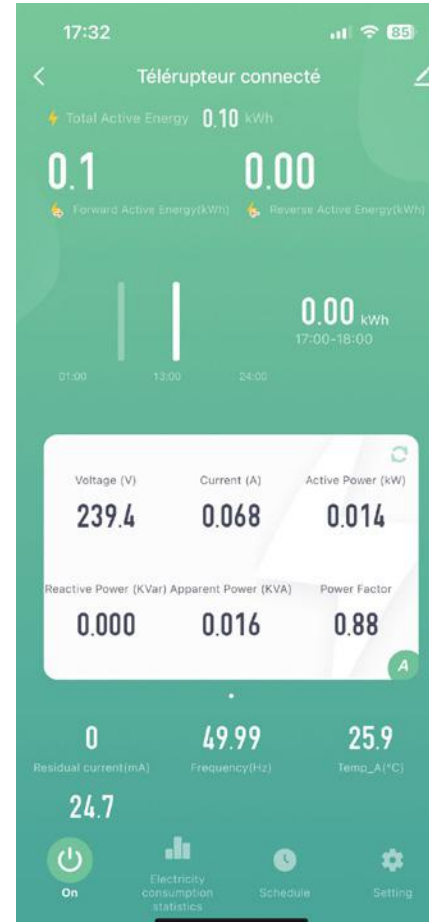 17:32
85
Télérupteur connecté
Total Active Energy 0.10 kWh
0.1 0.00
Forward Active Energy(kWh) Reverse Active Energy(kWh)
0.00 kWh
17:00-18:00
01:00 13:00 24:00
Voltage (V) Current (A) Active Power (kW)
239.4 0.068 0.014
Reactive Power (KVar) Apparent Power (KVA) Power Factor
0.000 0.016 0.88
A
0 49.99 25.9
Residual current(mA) Frequency(Hz) Temp_A(°C)
24.7
On
Electricity
consumption
statistics
Schedule
Setting